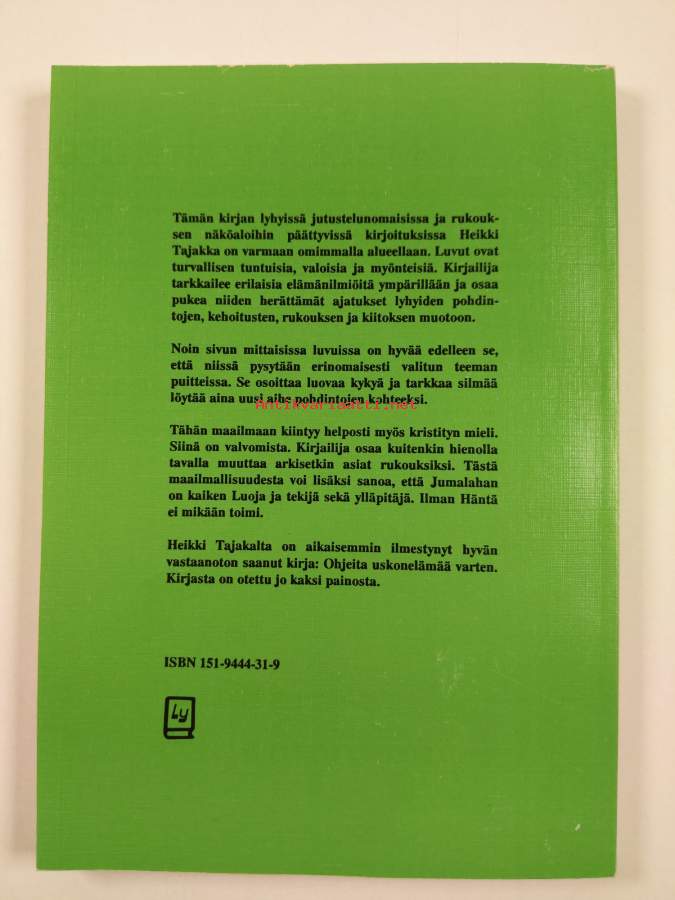 Tämän kirjan lyhyissä jutustelunomaisissa ja rukouk-
sen näköaloihin päättyvissä kirjoituksissa Heikki
Tajakka on varmaan omimmalla alueellaan. Luvut ovat
turvallisen tuntuisia, valoisia ja myönteisiä. Kirjailija
tarkkailee erilaisia elämänilmiöitä ympärillään ja osaa
pukea niiden herättämät ajatukset lyhyiden pohdin-
tojen, kehoitusten, rukouksen ja kiitoksen muotoon.
Noin sivun mittaisissa luvuissa on hyvää edelleen se,
että niissä pysytään erinomaisesti valitun teeman
puitteissa. Se osoittaa luovaa kykyä ja tarkkaa silmää
löytää aina uusi aihe pohdintojen kohteeksi.
Antikvariaatti.net
Tähän maailmaan kiintyy helposti myös kristityn mieli.
Siinä on valvomista. Kirjailija osaa kuitenkin hienolla
tavalla muuttaa arkisetkin asiat rukouksiksi. Tästä
maailmallisuudesta voi lisäksi sanoa, että Jumalahan
on kaiken Luoja ja tekijä sekä ylläpitäjä. Ilman Häntä
ei mikään toimi.
Heikki Tajakalta on aikaisemmin ilmestynyt hyvän
vastaanoton saanut kirja: Ohjeita uskonelämää varten.
Kirjasta on otettu jo kaksi painosta.
ISBN 151-9444-31-9
Ly